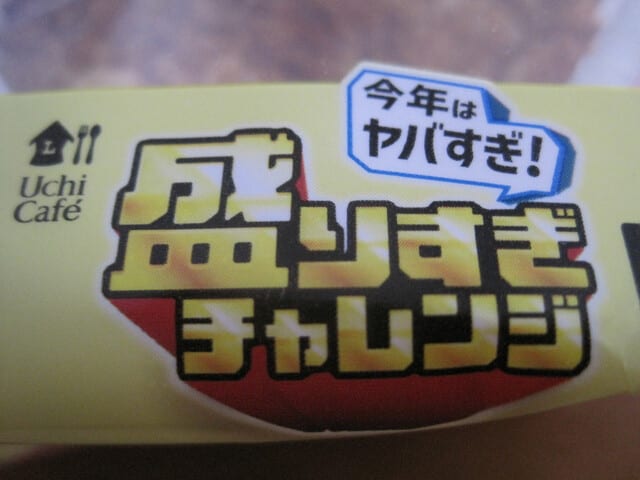 今年は
ヤバすぎ!
L
Uchi
Café
盛りすぎ
チャレンジ